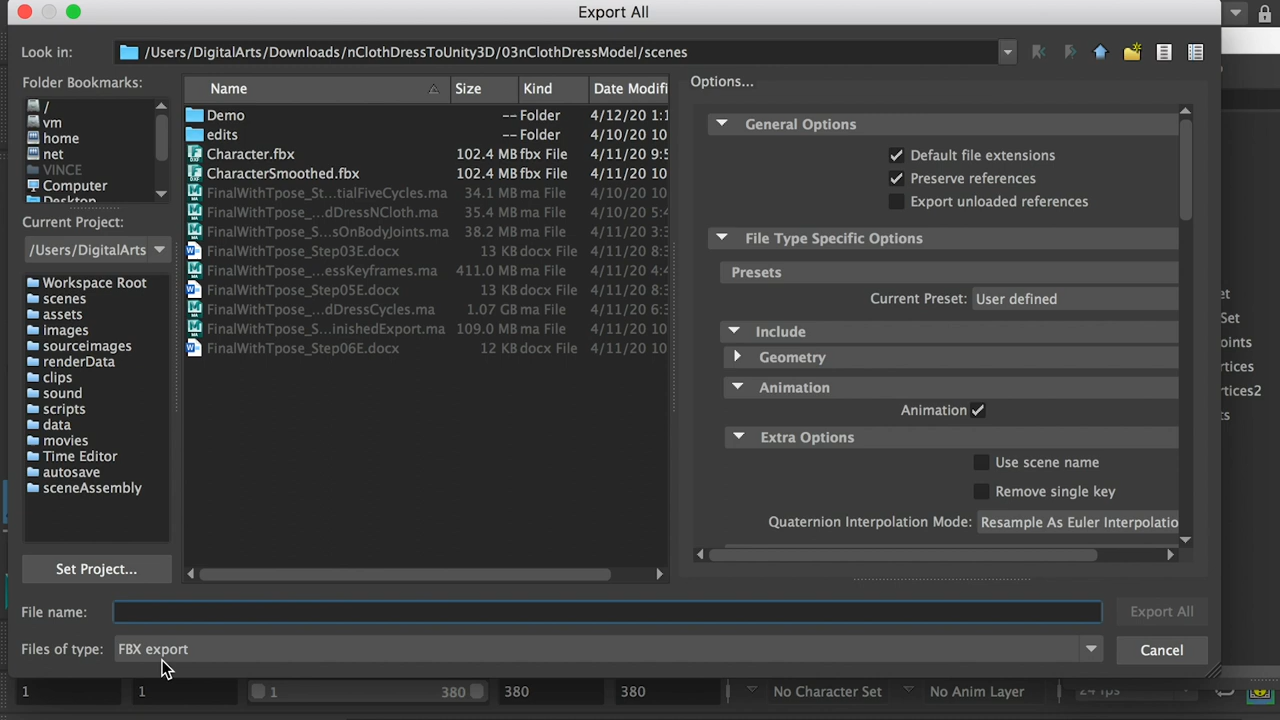 Export All
Look in: /Users/DigitalArts/Downloads/nClothDressToUnity3D/03nClothDressModel/scenes
Folder Bookmarks:
/
vm
home
net
VINCE
Computer
Desktop
Current Project:
/Users/DigitalArts
Workspace Root
scenes
assets
images
sourceimages
renderData
clips
sound
scripts
data
movies
Time Editor
autosave
sceneAssembly
Set Project...
Name Size Kind Date Modifi
Demo -- Folder 4/12/20 1:1
edits -- Folder 4/10/20 10
Character.fbx 102.4 MB fbx File 4/11/20 9:5
CharacterSmoothed.fbx 102.4 MB fbx File 4/11/20 10
FinalWithTpose_St...tialFiveCycles.ma 34.1 MB ma File 4/10/20 10
FinalWithTpose_...dDressNCloth.ma 35.4 MB ma File 4/10/20 5:4
FinalWithTpose_S...sOnBodyJoints.ma 38.2 MB ma File 4/11/20 3:3
FinalWithTpose_Step03E.docx 13 KB docx File 4/11/20 8:3
FinalWithTpose_...essKeyframes.ma 411.0 MB ma File 4/11/20 4:4
FinalWithTpose_Step05E.docx 13 KB docx File 4/11/20 8:3
FinalWithTpose_...dDressCycles.ma 1.07 GB ma File 4/11/20 6:3
FinalWithTpose_S...inishedExport.ma 109.0 MB ma File 4/11/20 10
FinalWithTpose_Step06E.docx 12 KB docx File 4/11/20 10
Options...
General Options
Default file extensions
Preserve references
Export unloaded references
File Type Specific Options
Presets
Current Preset: User defined
Include
Geometry
Animation
Animation
Extra Options
Use scene name
Remove single key
Quaternion Interpolation Mode: Resample As Euler Interpolatio
et
Set
oints
rtices
rtices2
ts
File name: Export All
Files of type: FBX export Cancel
1 1 1 380 380 380 No Character Set No Anim Layer 24 fps